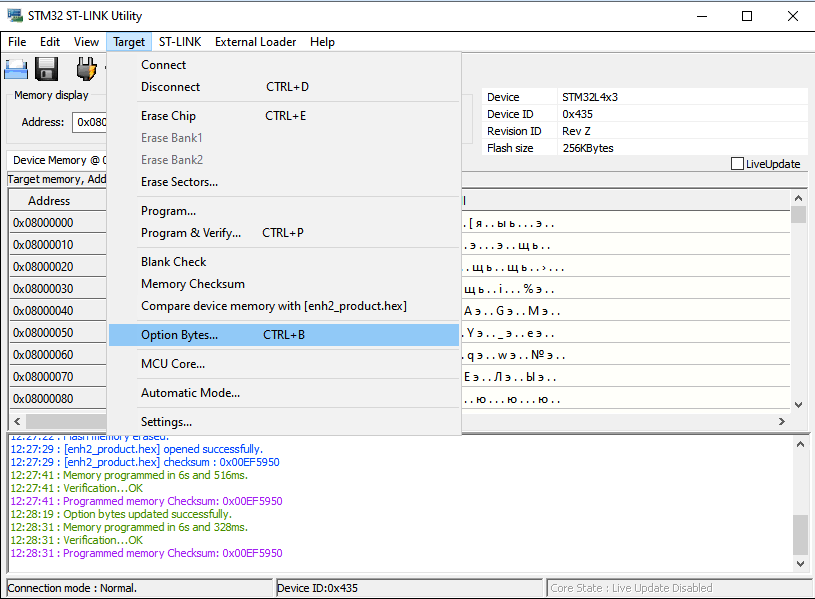 STM32 ST-LINK Utility
File Edit View Target ST-LINK External Loader Help
Memory display
Address: 0x080
Connect
Disconnect CTRL+D
Erase Chip CTRL+E
Erase Bank1
Erase Bank2
Erase Sectors...
Program...
Program & Verify... CTRL+P
Blank Check
Memory Checksum
Compare device memory with [enh2_product.hex]
Option Bytes... CTRL+B
MCU Core...
Automatic Mode...
Settings...
Device STM32L4x3
Device ID 0x435
Revision ID Rev Z
Flash size 256KBytes
LiveUpdate
Device Memory @ 0
Target memory, Add
Address
0x08000000 .[я.ыь...э..
0x08000010 .э...э..щь..
0x08000020 ..щь..щь..›...
0x08000030 щь..i...%э..
0x08000040 Aэ..Gэ..Mэ..
0x08000050 .Yэ.._э..eэ..
0x08000060 .qэ..wэ..№э..
0x08000070 Еэ..Лэ..Ыэ..
0x08000080 ..ю...ю...ю..
12:27:22 : Flash memory erased.
12:27:29 : [enh2_product.hex] opened successfully.
12:27:29 : [enh2_product.hex] checksum : 0x00EF5950
12:27:41 : Memory programmed in 6s and 516ms.
12:27:41 : Verification...OK
12:27:41 : Programmed memory Checksum: 0x00EF5950
12:28:19 : Option bytes updated successfully.
12:28:31 : Memory programmed in 6s and 328ms.
12:28:31 : Verification...OK
12:28:31 : Programmed memory Checksum: 0x00EF5950
Connection mode : Normal.
Device ID:0x435
Core State : Live Update Disabled